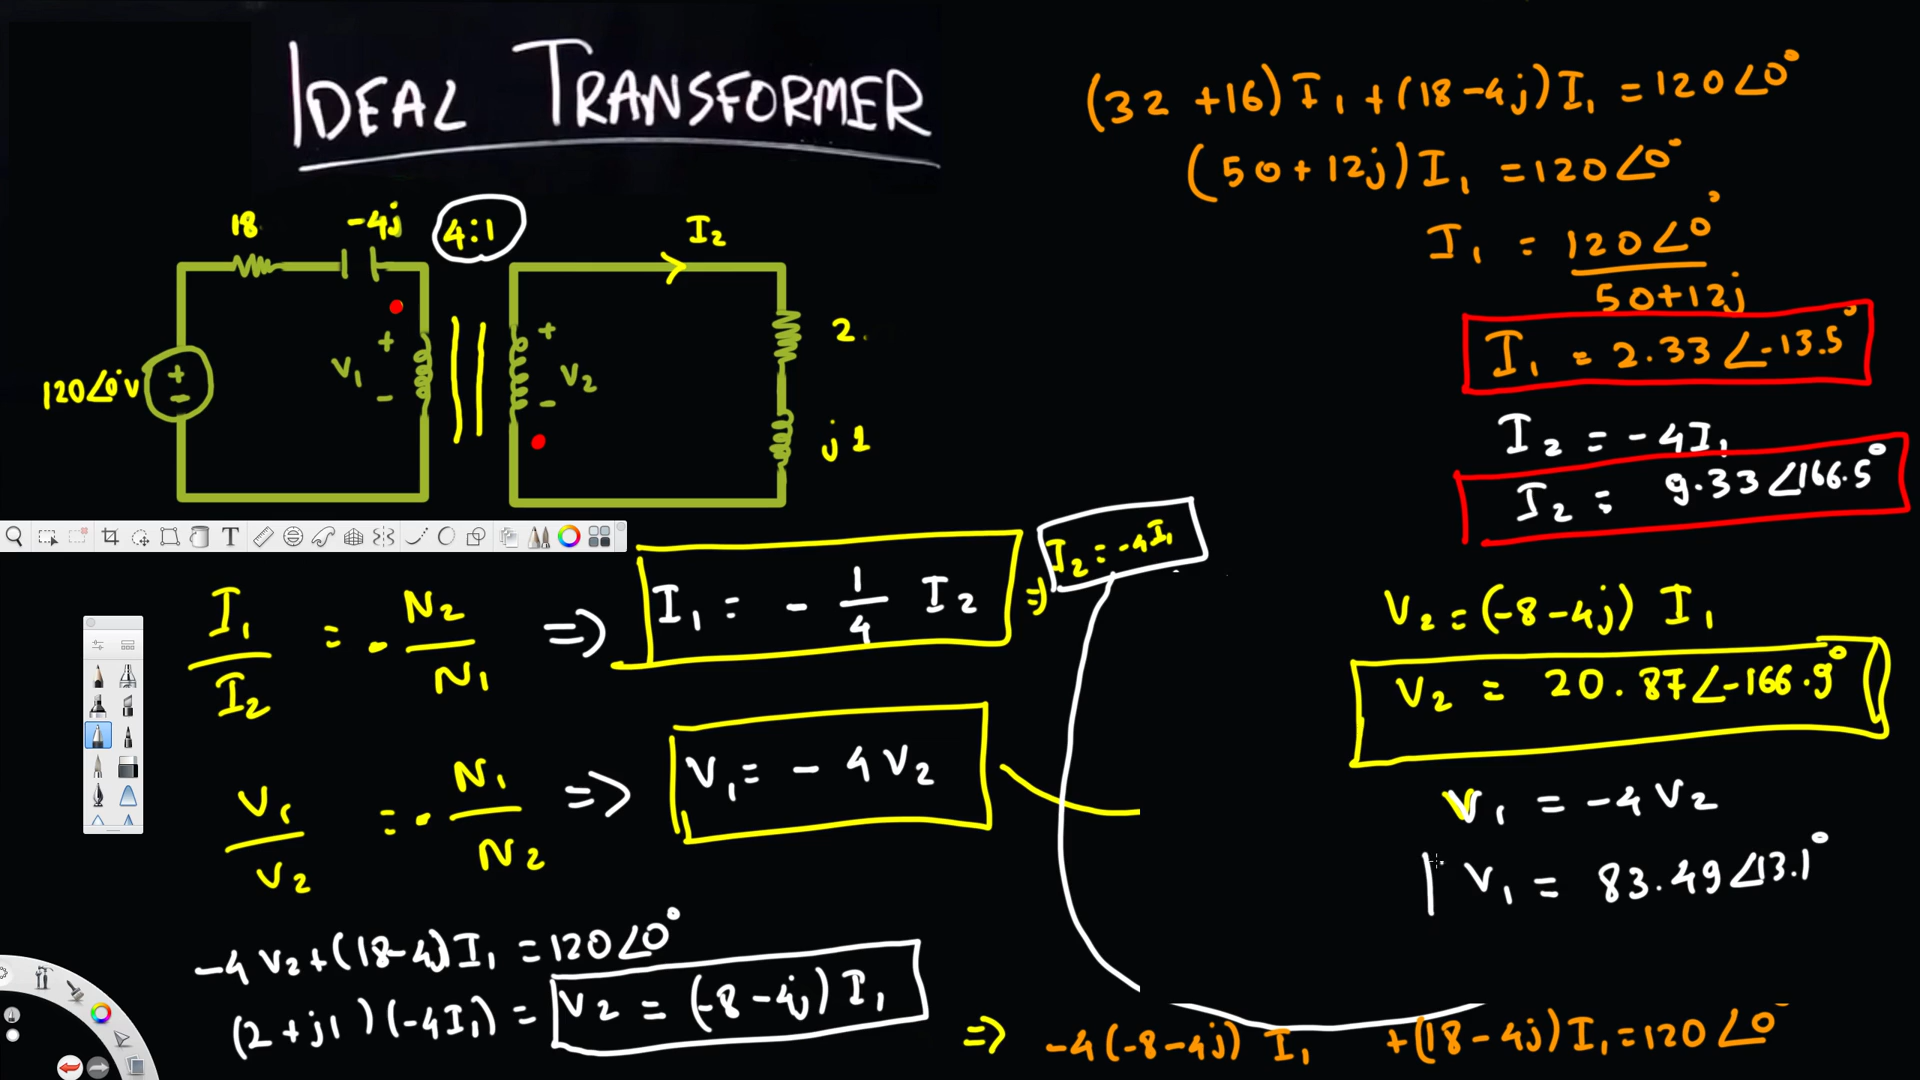 IDEAL TRANSFORMER
18 -4j 4:1 I2
120∠0° V + - V1 + - + - V2 2 j1
I1/I2 = - N2/N1 => I1 = - 1/4 I2 => I2 = -4I1
V1/V2 = - N1/N2 => V1 = - 4V2
-4V2+(18-4j)I1 = 120∠0°
(2+j1)(-4I1) = V2 = (-8-4j) I1
=> -4(-8-4j) I1 +(18-4j)I1 = 120∠0°
(32 +16)I1 +(18-4j)I1 = 120∠0°
(50+12j)I1 = 120∠0°
I1 = 120∠0° / 50+12j
I1 = 2.33∠-13.5°
I2 = -4I1
I2 = 9.33∠166.5°
V2 = (-8-4j) I1
V2 = 20.87∠-166.9°
V1 = -4V2
V1 = 83.49∠13.1°